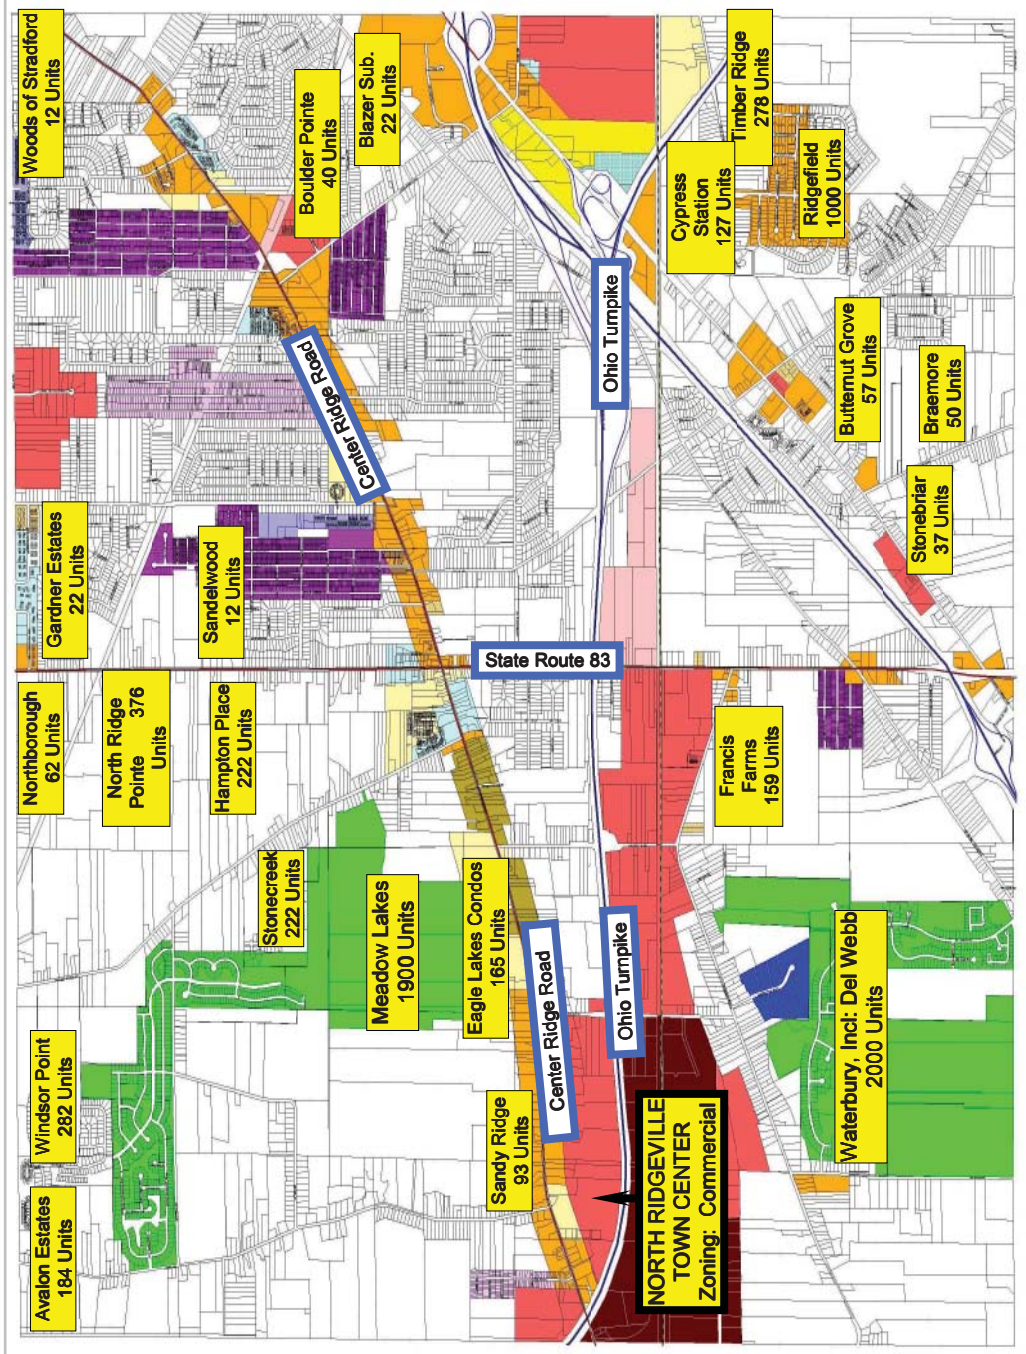 Avalon Estates
184 Units
Windsor Point
282 Units
Northborough
62 Units
Gardner Estates
22 Units
Woods of Stradford
12 Units
North Ridge
Pointe 376
Units
Hampton Place
222 Units
Sandelwood
12 Units
Stonecreek
222 Units
Boulder Pointe
40 Units
Blazer Sub.
22 Units
Center Ridge Road
Meadow Lakes
1900 Units
Eagle Lakes Condos
165 Units
Sandy Ridge
93 Units
State Route 83
Center Ridge Road
Ohio Turnpike
Ohio Turnpike
NORTH RIDGEVILLE
TOWN CENTER
Zoning: Commercial
Francis
Farms
159 Units
Cypress
Station
127 Units
Timber Ridge
278 Units
Ridgefield
1000 Units
Waterbury, Incl: Del Webb
2000 Units
Butternut Grove
57 Units
Stonebriar
37 Units
Braemore
50 Units